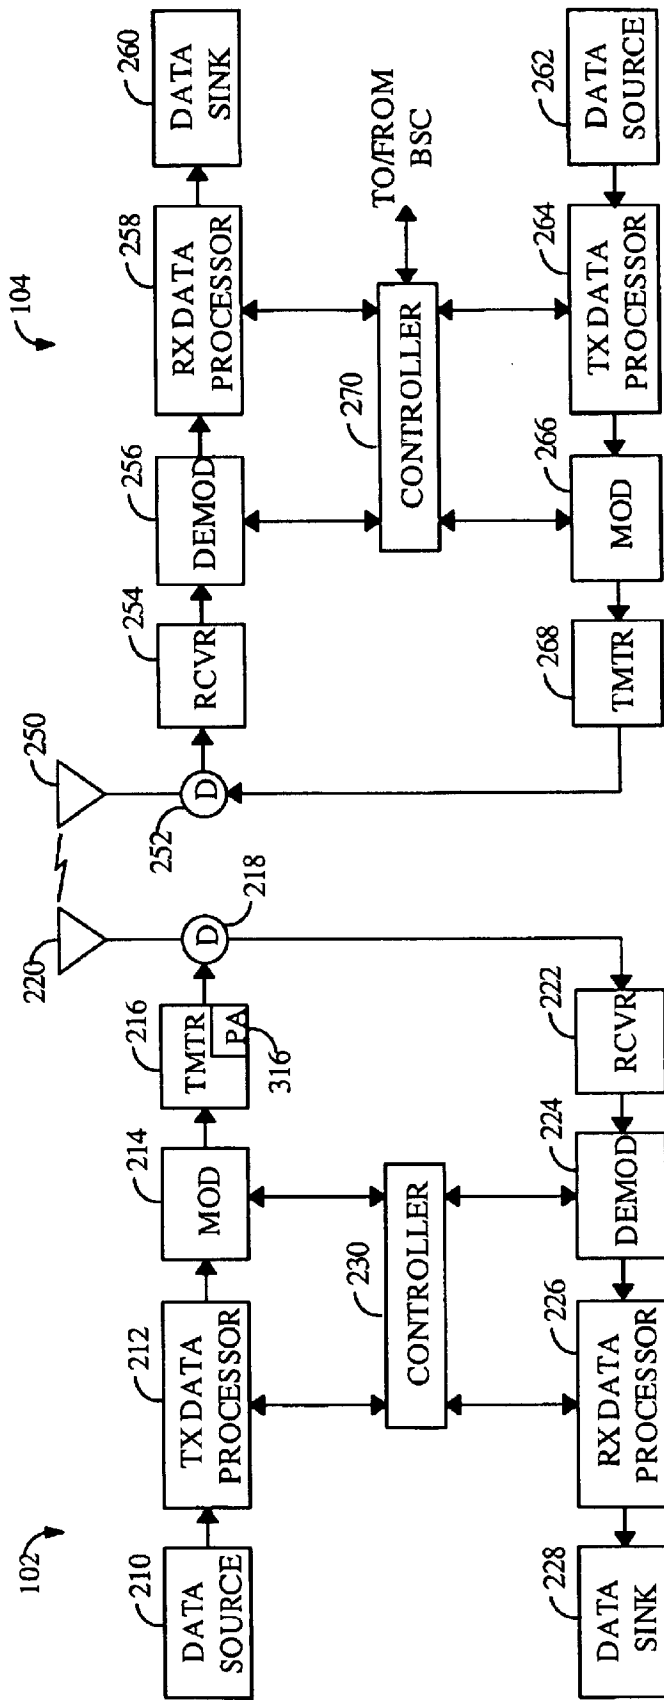 102
210
DATA
SOURCE
212
TX DATA
PROCESSOR
214
MOD
216
TMTR
PA
316
220
D
218
230
CONTROLLER
228
DATA
SINK
226
RX DATA
PROCESSOR
224
DEMOD
222
RCVR
104
250
D
252
254
RCVR
256
DEMOD
258
RX DATA
PROCESSOR
260
DATA
SINK
270
CONTROLLER
TO/FROM
BSC
268
TMTR
266
MOD
264
TX DATA
PROCESSOR
262
DATA
SOURCE